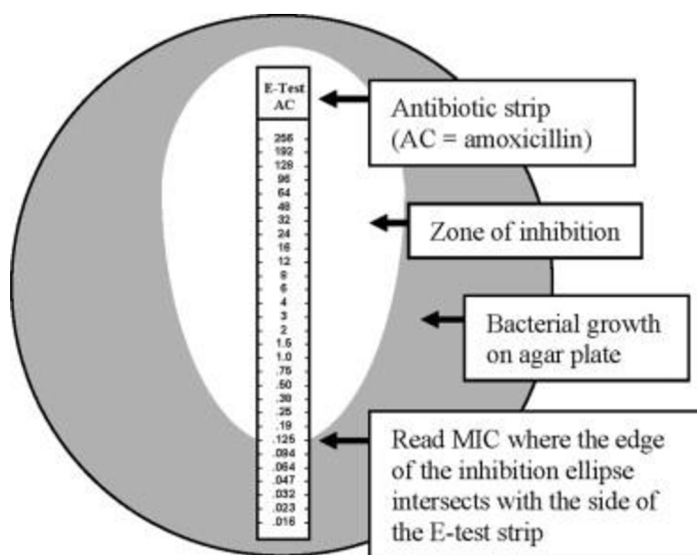 E-Test
AC
256
192
128
96
64
48
32
24
16
12
8
6
4
3
2
1.5
1.0
.75
.50
.38
.25
.19
.125
.094
.064
.047
.032
.023
.016
Antibiotic strip
(AC = amoxicillin)
Zone of inhibition
Bacterial growth
on agar plate
Read MIC where the edge
of the inhibition ellipse
intersects with the side of
the E-test strip